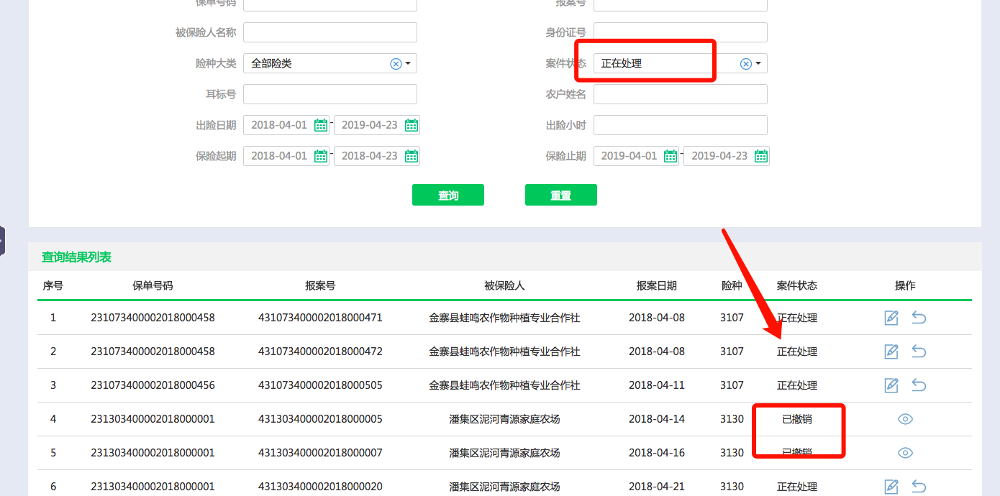 保单号码 报案号
被保险人名称 身份证号
险种大类 全部险类 案件状态 正在处理
耳标号 农户姓名
出险日期 2018-04-01 - 2019-04-23 出险小时
保险起期 2018-04-01 - 2018-04-23 保险止期 2019-04-01 - 2019-04-23
查询 重置
查询结果列表
序号 保单号码 报案号 被保险人 报案日期 险种 案件状态 操作
1 231073400002018000458 431073400002018000471 金寨县蛙鸣农作物种植专业合作社 2018-04-08 3107 正在处理
2 231073400002018000458 431073400002018000472 金寨县蛙鸣农作物种植专业合作社 2018-04-08 3107 正在处理
3 231073400002018000456 431073400002018000505 金寨县蛙鸣农作物种植专业合作社 2018-04-11 3107 正在处理
4 231303400002018000001 431303400002018000005 潘集区泥河青源家庭农场 2018-04-14 3130 已撤销
5 231303400002018000001 431303400002018000007 潘集区泥河青源家庭农场 2018-04-16 3130 已撤销
6 231303400002018000001 431303400002018000020 潘集区泥河青源家庭农场 2018-04-21 3130 正在处理